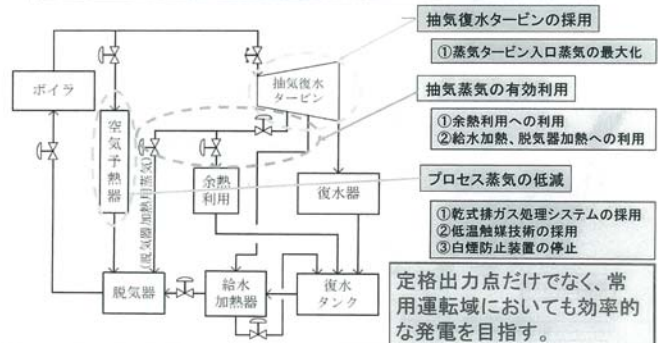 抽気復水タービンの採用
①蒸気タービン入口蒸気の最大化
抽気蒸気の有効利用
①余熱利用への利用
②給水加熱、脱気器加熱への利用
プロセス蒸気の低減
①乾式排ガス処理システムの採用
②低温触媒技術の採用
③白煙防止装置の停止
定格出力点だけでなく、常
用運転域においても効率的
な発電を目指す。
ボイラ
空気予熱器
抽気復水
タービン
(脱気器加熱用蒸気)
余熱
利用
復水器
脱気器
給水
加熱器
復水
タンク